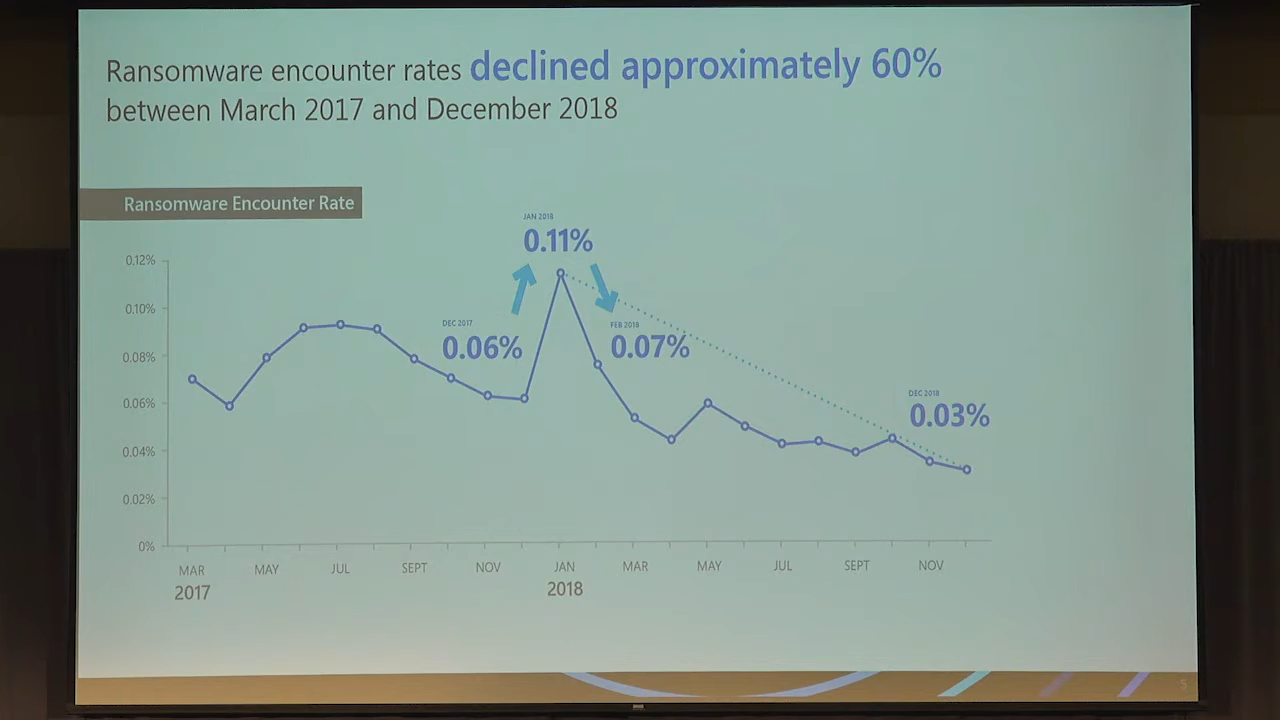 Ransomware encounter rates declined approximately 60%
between March 2017 and December 2018
Ransomware Encounter Rate
JAN 2018
0.11%
DEC 2017
0.06%
FEB 2018
0.07%
DEC 2018
0.03%
0.12%
0.10%
0.08%
0.06%
0.04%
0.02%
0%
MAR MAY JUL SEPT NOV JAN MAR MAY JUL SEPT NOV
2017 2018
5